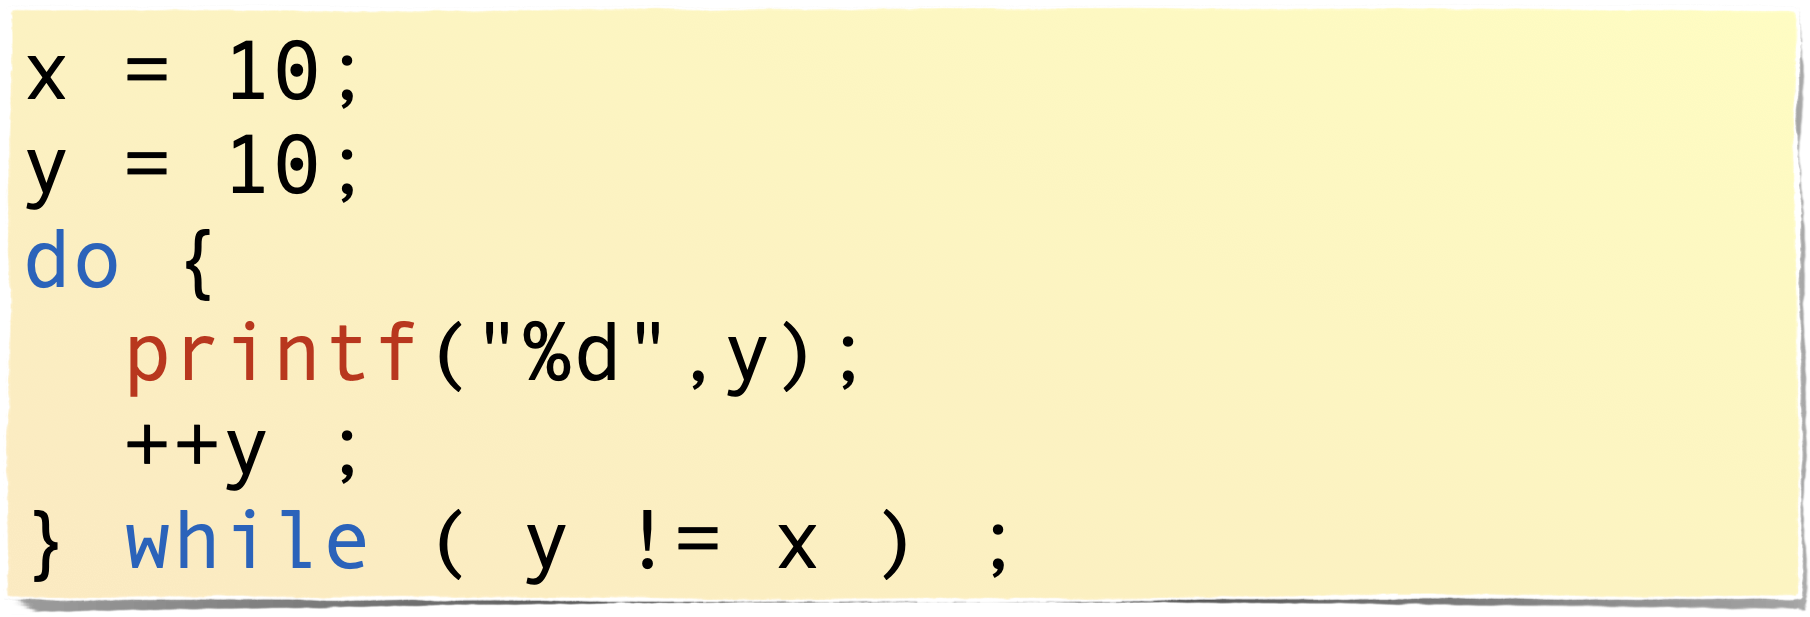 x = 10;
y = 10;
do {
  printf("%d",y);
  ++y ;
} while ( y != x ) ;